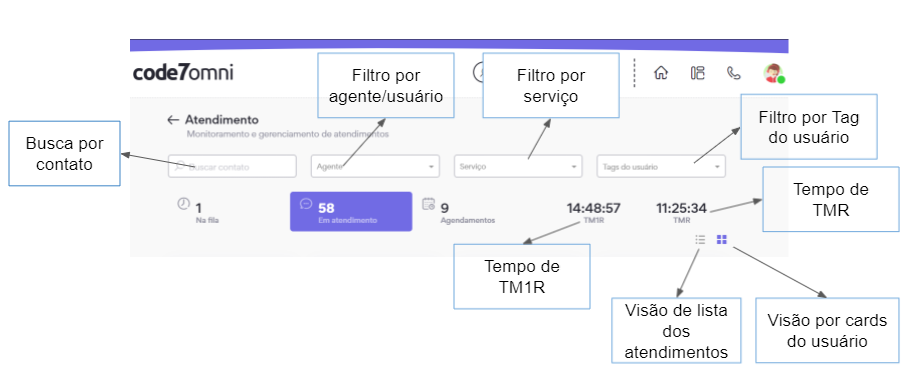 code7omni
Filtro por
agente/usuário
Filtro por
serviço
Filtro por Tag
do usuário
Busca por
contato
Atendimento
Monitoramento e gerenciamento de atendimentos
Buscar contato
Agente
Serviço
Tags do usuário
Tempo de
TMR
1
Na fila
58
Em atendimento
9
Agendamentos
14:48:57
TM1R
11:25:34
TMR
Tempo de
TM1R
Visão de lista
dos
atendimentos
Visão por cards
do usuário